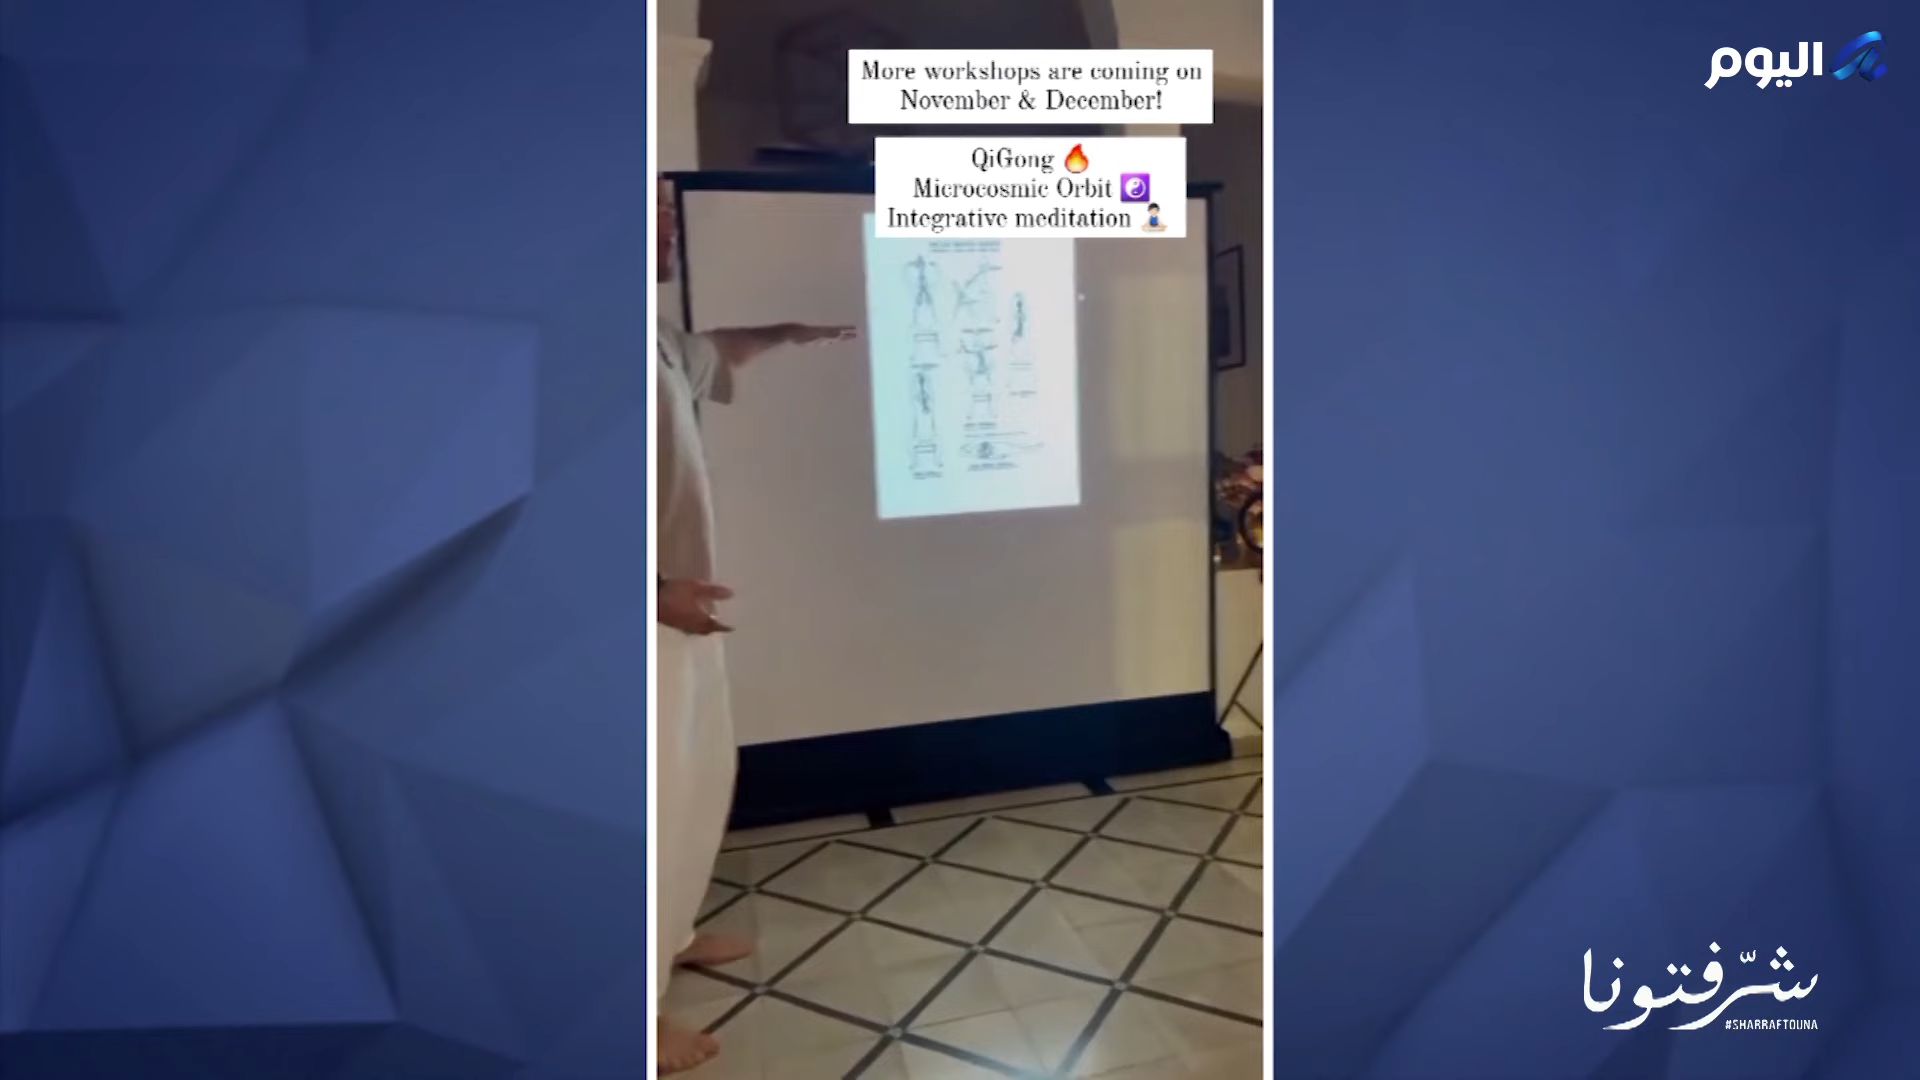 More workshops are coming on
November & December!
QiGong 🔥
Microcosmic Orbit ☯️
Integrative meditation 🧘🏻‍♂️
اليوم
شرّفتونا
#SHARRAFTOUNA